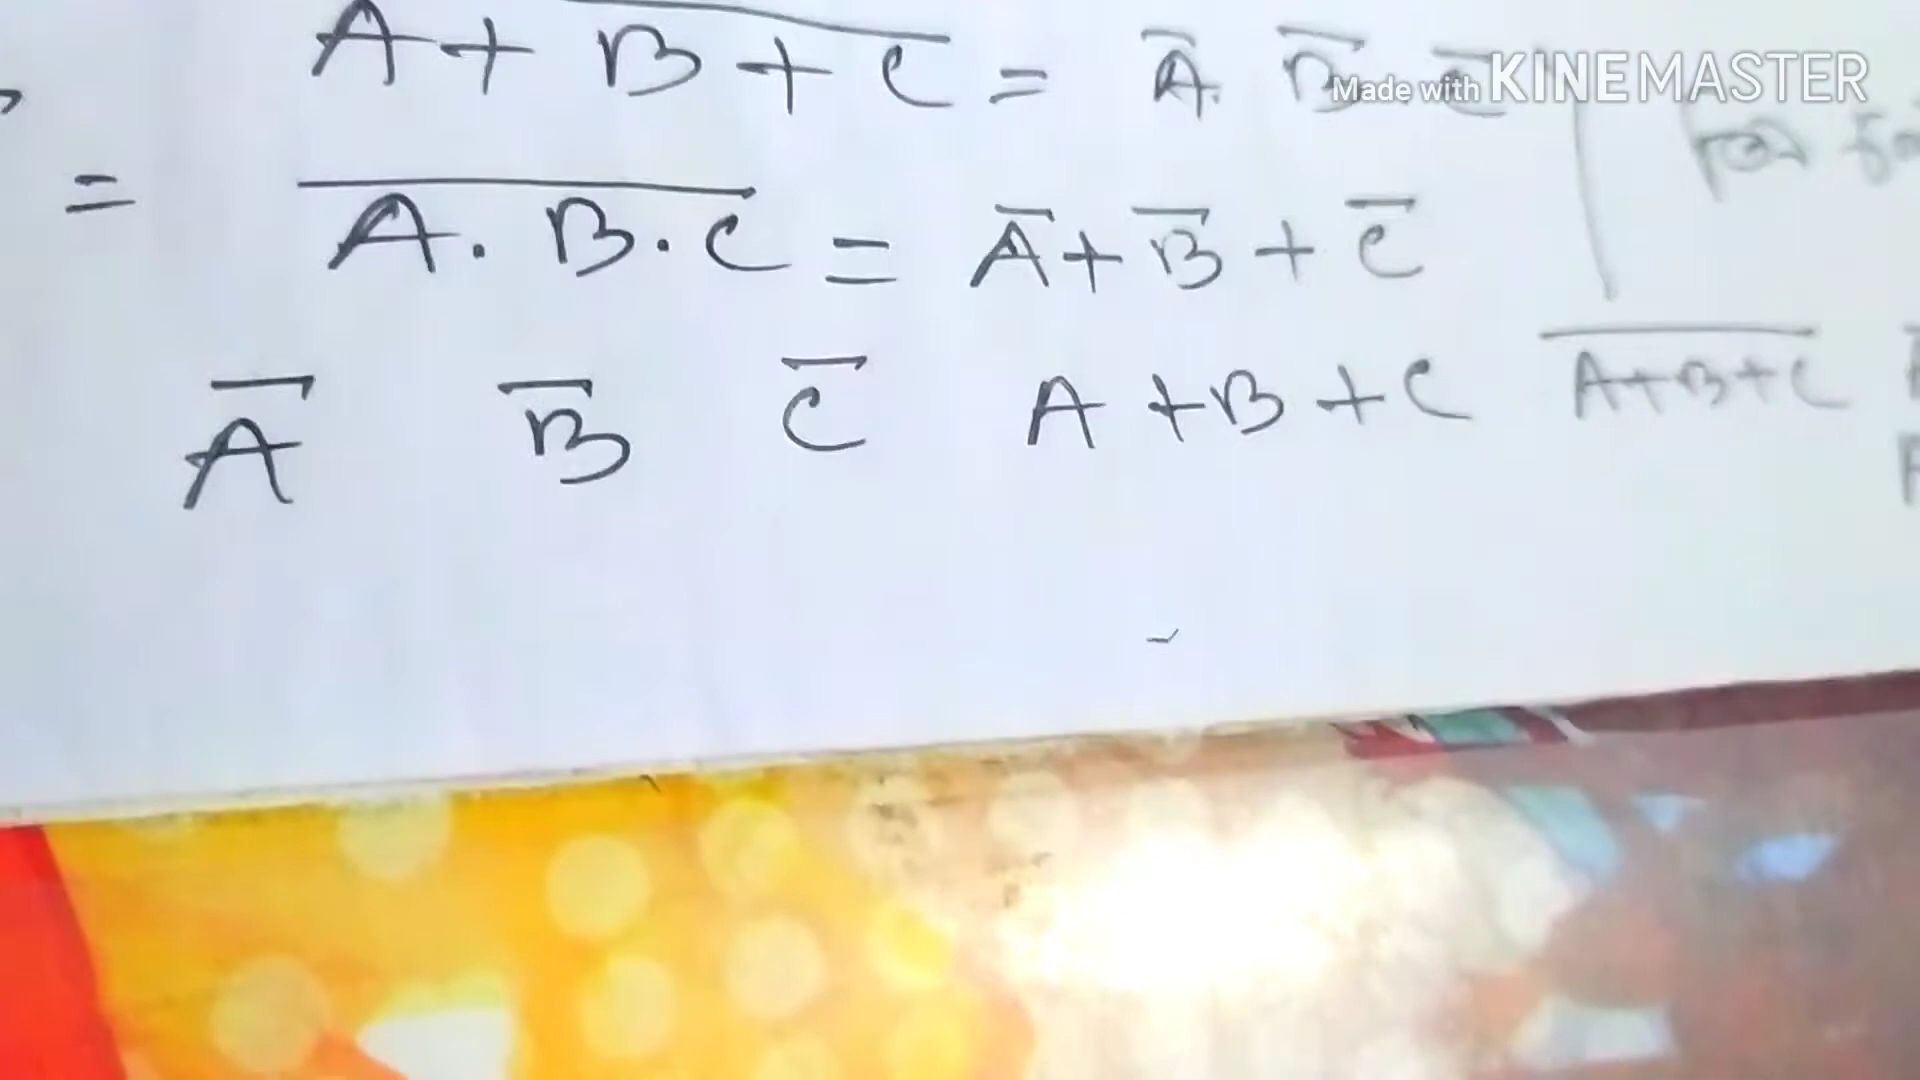 A̅+̅ ̅B̅+̅C̅ = A̅. B̅. C̅
Made with KINEMASTER
= A̅.̅ ̅B̅.̅C̅ = A̅+B̅+C̅
A̅ B̅ C̅ A+B+C A̅+̅B̅+̅C̅